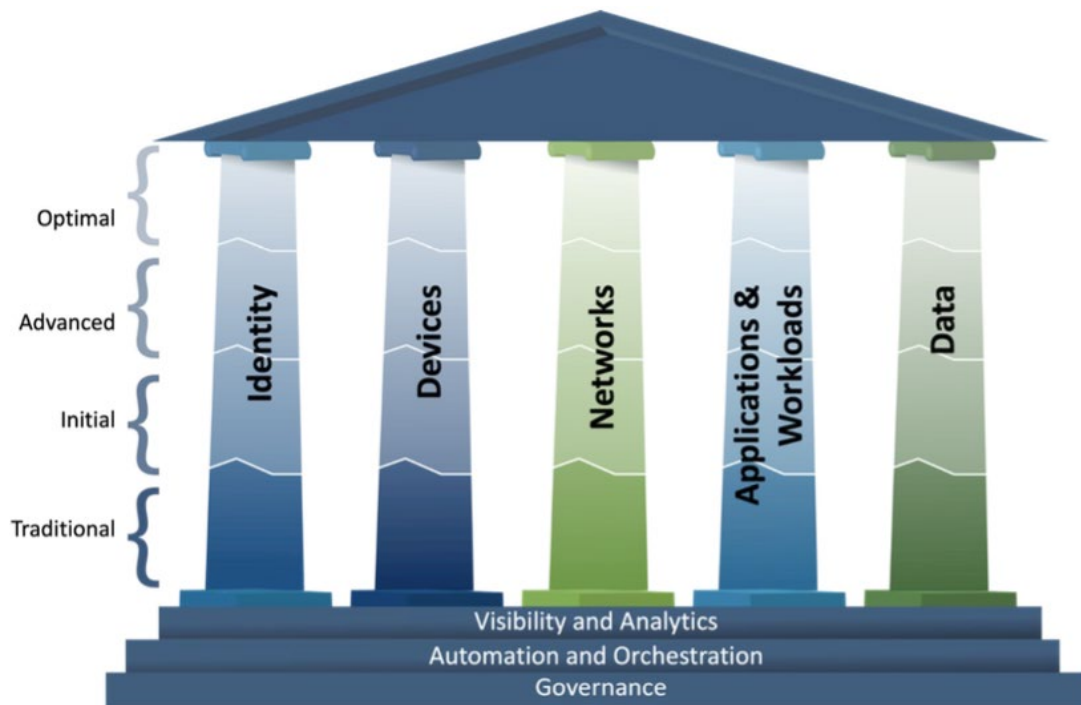 Optimal
Advanced
Initial
Traditional
Identity
Devices
Networks
Applications &
Workloads
Data
Visibility and Analytics
Automation and Orchestration
Governance